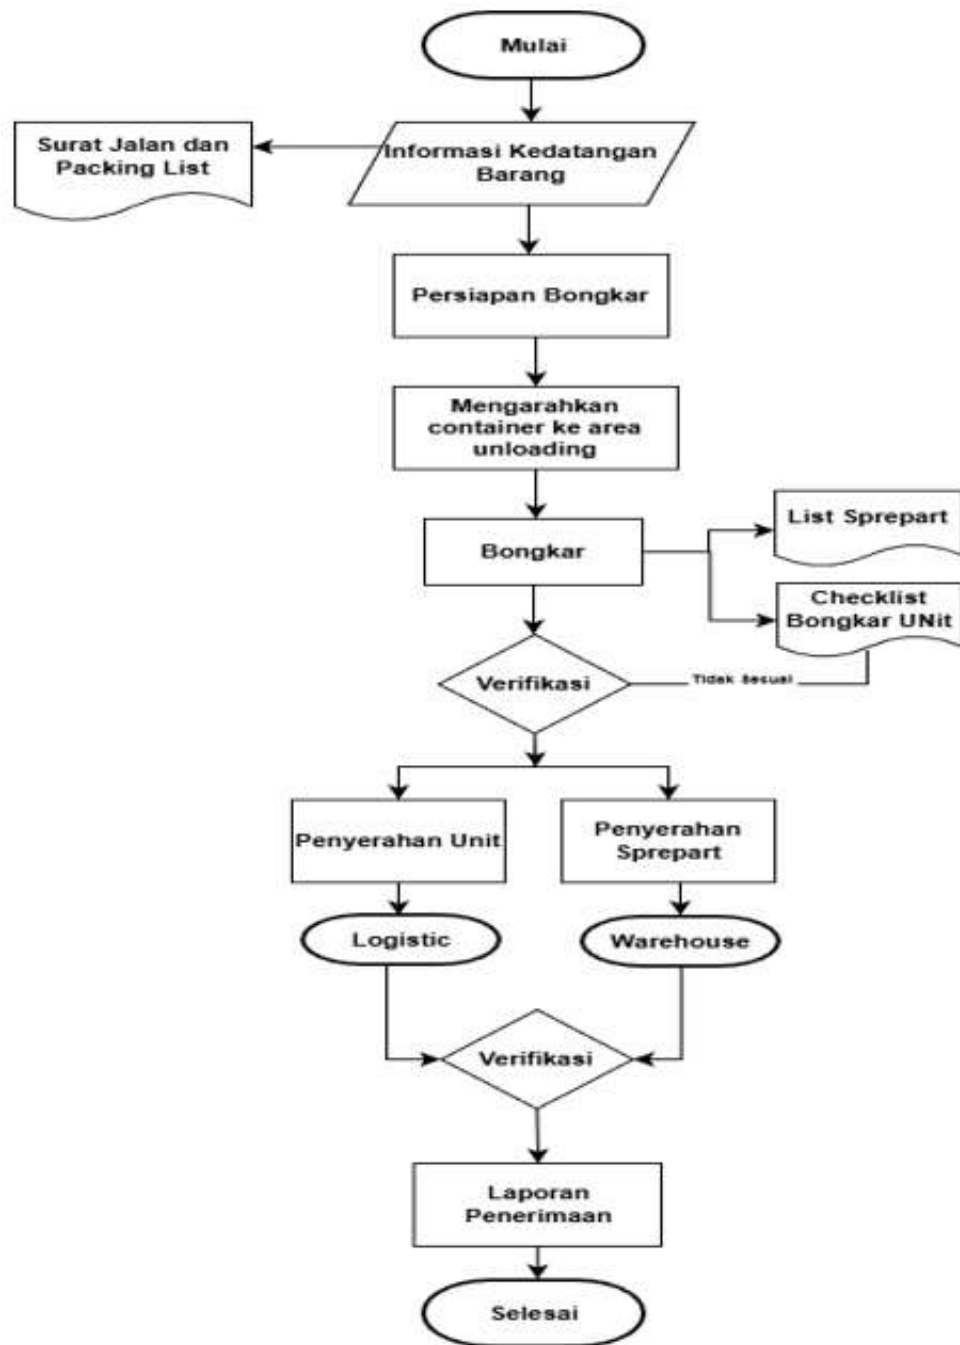 Mulai
Surat Jalan dan
Packing List
Informasi Kedatangan
Barang
Persiapan Bongkar
Mengarahkan
container ke area
unloading
Bongkar
List Sprepart
Checklist
Bongkar UNit
Verifikasi
Tidak Sesuai
Penyerahan Unit
Penyerahan
Sprepart
Logistic
Warehouse
Verifikasi
Laporan
Penerimaan
Selesai